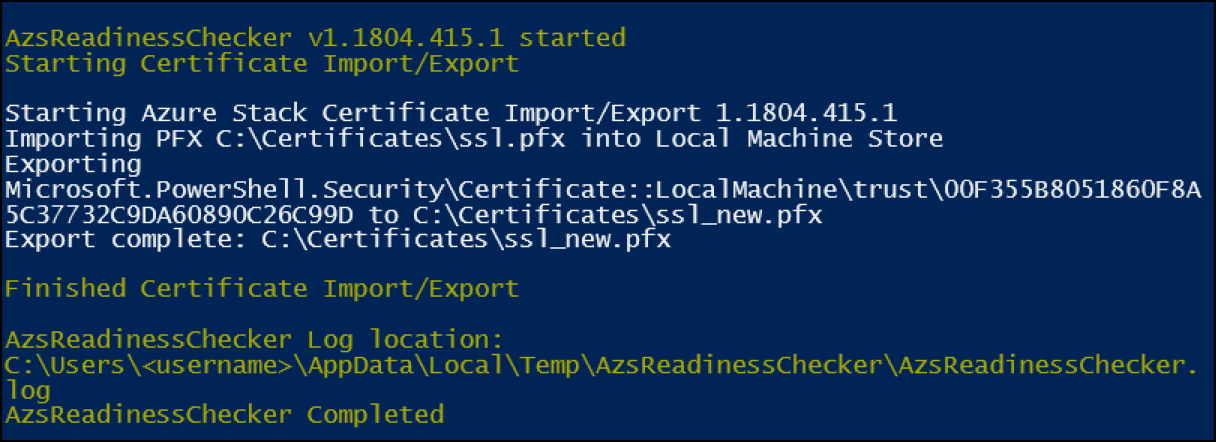 AzsReadinessChecker v1.1804.415.1 started
Starting Certificate Import/Export
Starting Azure Stack Certificate Import/Export 1.1804.415.1
Importing PFX C:\Certificates\ssl.pfx into Local Machine Store
Exporting
Microsoft.PowerShell.Security\Certificate::LocalMachine\trust\00F355B8051860F8A
5C37732C9DA60890C26C99D to C:\Certificates\ssl_new.pfx
Export complete: C:\Certificates\ssl_new.pfx
Finished Certificate Import/Export
AzsReadinessChecker Log location:
C:\Users\<username>\AppData\Local\Temp\AzsReadinessChecker\AzsReadinessChecker.
log
AzsReadinessChecker Completed